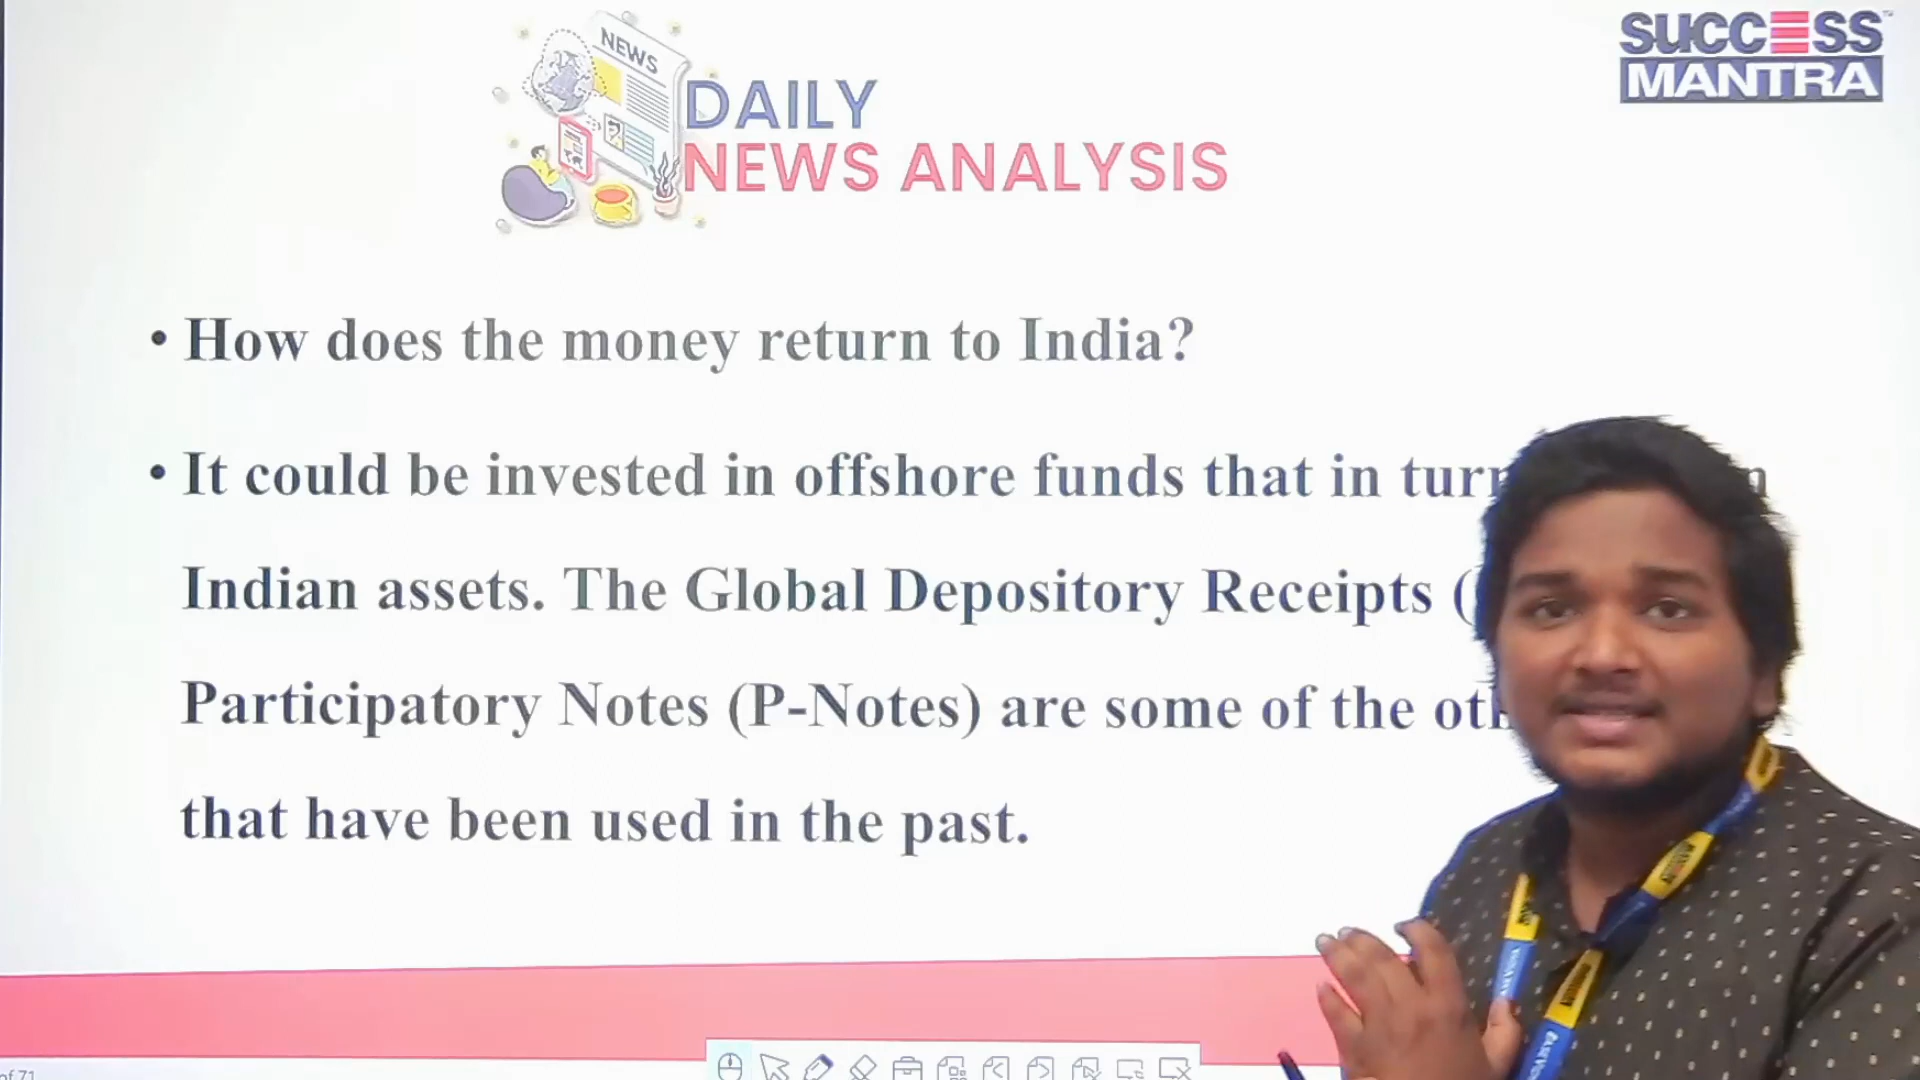 NEWS
DAILY
NEWS ANALYSIS
SUCCESS
MANTRA
• How does the money return to India?
• It could be invested in offshore funds that in turn
Indian assets. The Global Depository Receipts (
Participatory Notes (P-Notes) are some of the
that have been used in the past.
of 71